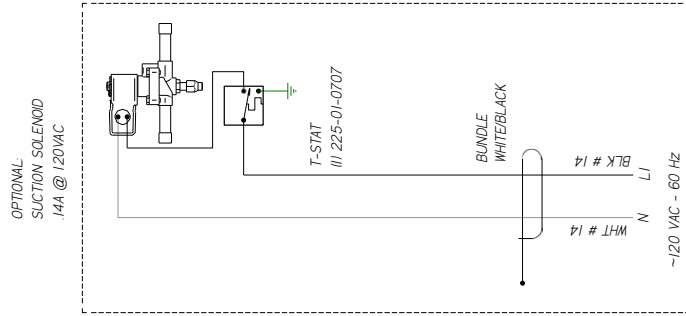 OPTIONAL:
SUCTION SOLENOID
.14A @ 120VAC
T-STAT
III 225-01-0707
BUNDLE
WHITE/BLACK
BLK # 14
L1
WHT # 14
N
~120 VAC - 60 Hz